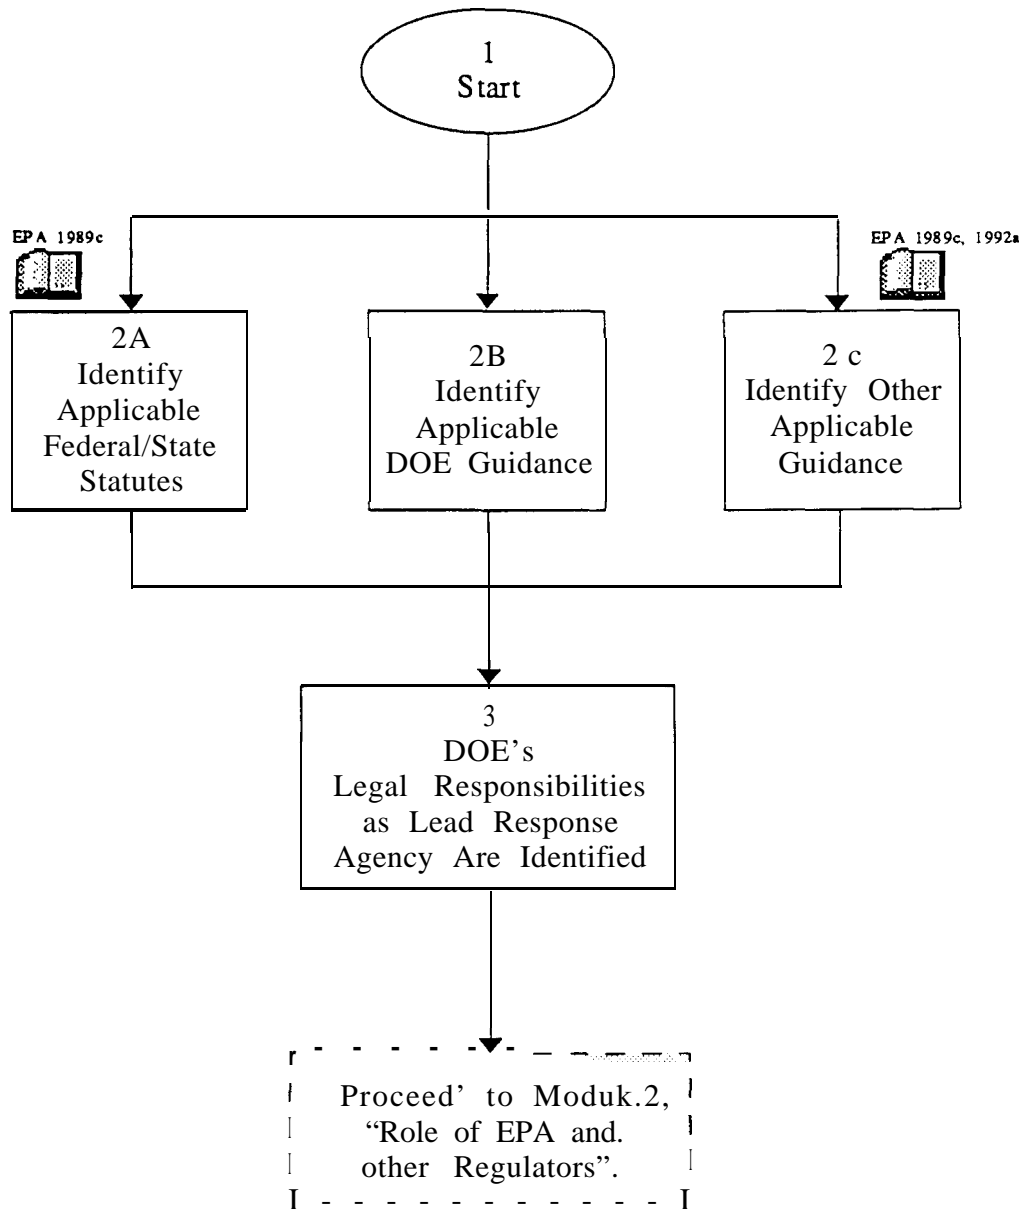 1
Start
EPA 1989c
EPA 1989c, 1992a
2A
Identify
Applicable
Federal/State
Statutes
2B
Identify
Applicable
DOE Guidance
2 c
Identify Other
Applicable
Guidance
3
DOE's
Legal Responsibilities
as Lead Response
Agency Are Identified
Proceed' to Moduk.2,
“Role of EPA and.
other Regulators”.